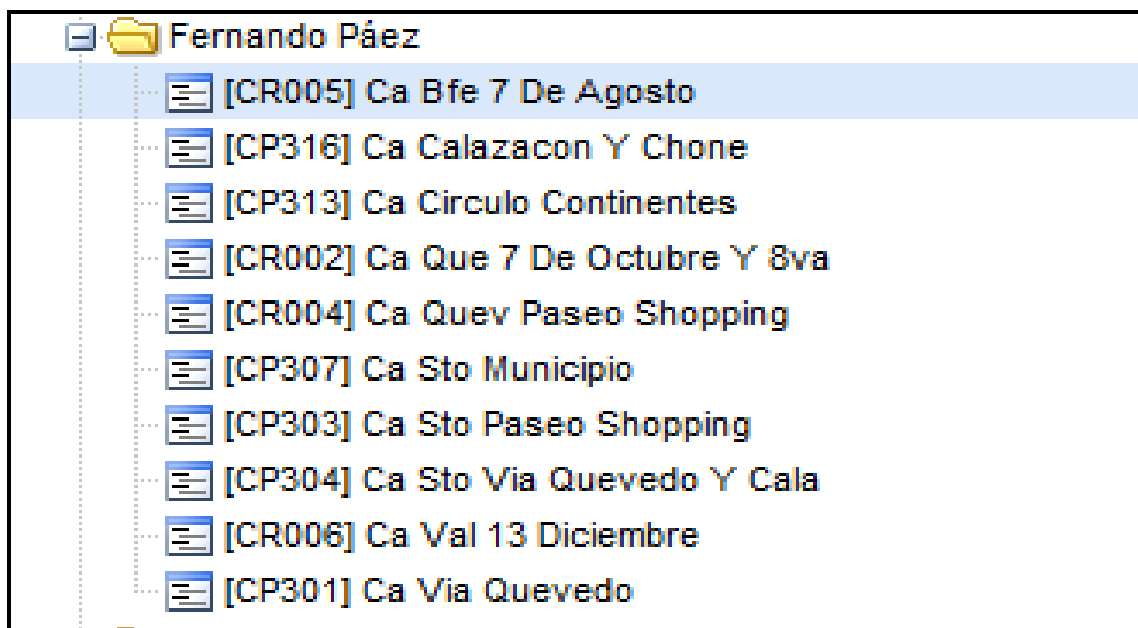 Fernando Páez
[CR005] Ca Bfe 7 De Agosto
[CP316] Ca Calazacon Y Chone
[CP313] Ca Circulo Continentes
[CR002] Ca Que 7 De Octubre Y 8va
[CR004] Ca Quev Paseo Shopping
[CP307] Ca Sto Municipio
[CP303] Ca Sto Paseo Shopping
[CP304] Ca Sto Via Quevedo Y Cala
[CR006] Ca Val 13 Diciembre
[CP301] Ca Via Quevedo